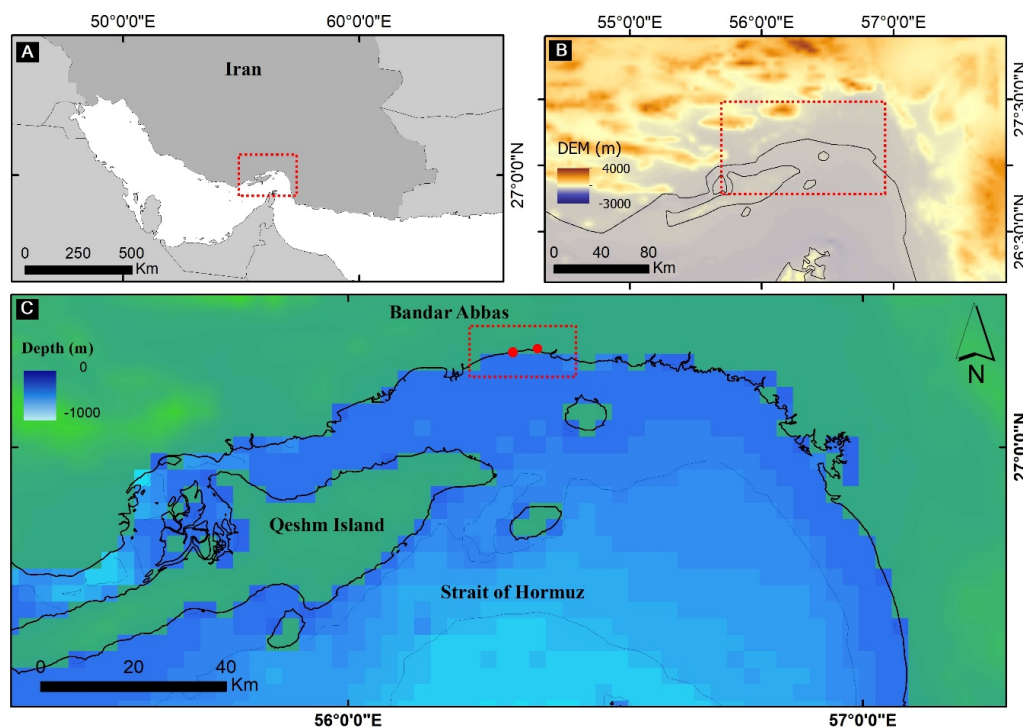 50°0'0"E
60°0'0"E
A
Iran
27°0'0"N
0
250
500
Km
55°0'0"E
56°0'0"E
57°0'0"E
B
27°30'0"N
26°30'0"N
DEM (m)
4000
-3000
0
40
80
Km
C
Bandar Abbas
Depth (m)
0
-1000
N
27°0'0"N
Qeshm Island
Strait of Hormuz
0
20
40
Km
56°0'0"E
57°0'0"E